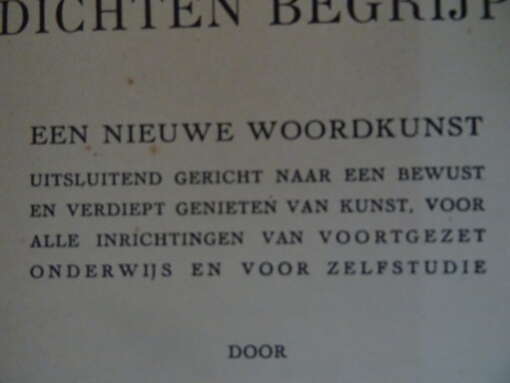 DICHTEN BEGRIJP
EEN NIEUWE WOORDKUNST
UITSLUITEND GERICHT NAAR EEN BEWUST
EN VERDIEPT GENIETEN VAN KUNST, VOOR
ALLE INRICHTINGEN VAN VOORTGEZET
ONDERWIJS EN VOOR ZELFSTUDIE
DOOR